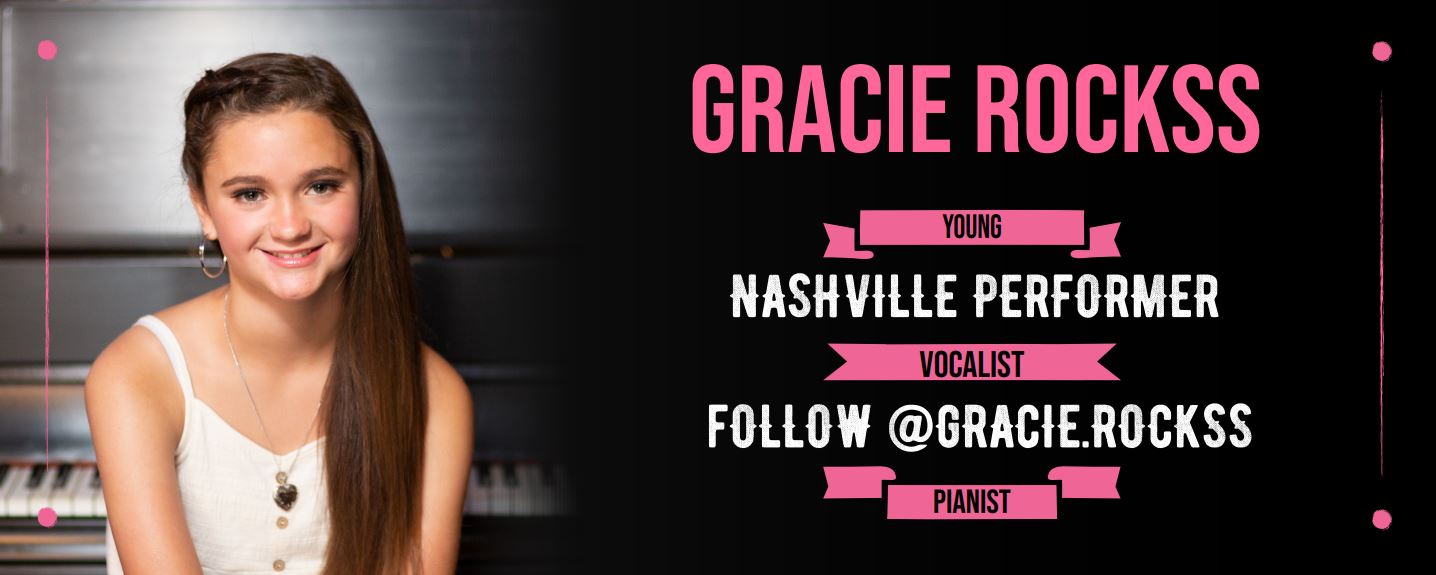 GRACIE ROCKSS
YOUNG
NASHVILLE PERFORMER
VOCALIST
FOLLOW @GRACIE.ROCKSS
PIANIST